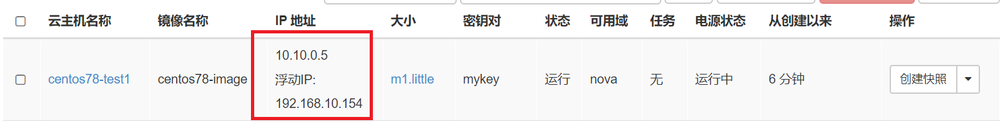 云主机名称 镜像名称 IP 地址 大小 密钥对 状态 可用域 任务 电源状态 从创建以来 操作
centos78-test1 centos78-image 10.10.0.5 m1.little mykey 运行 nova 无 运行中 6 分钟 创建快照
浮动IP:
192.168.10.154